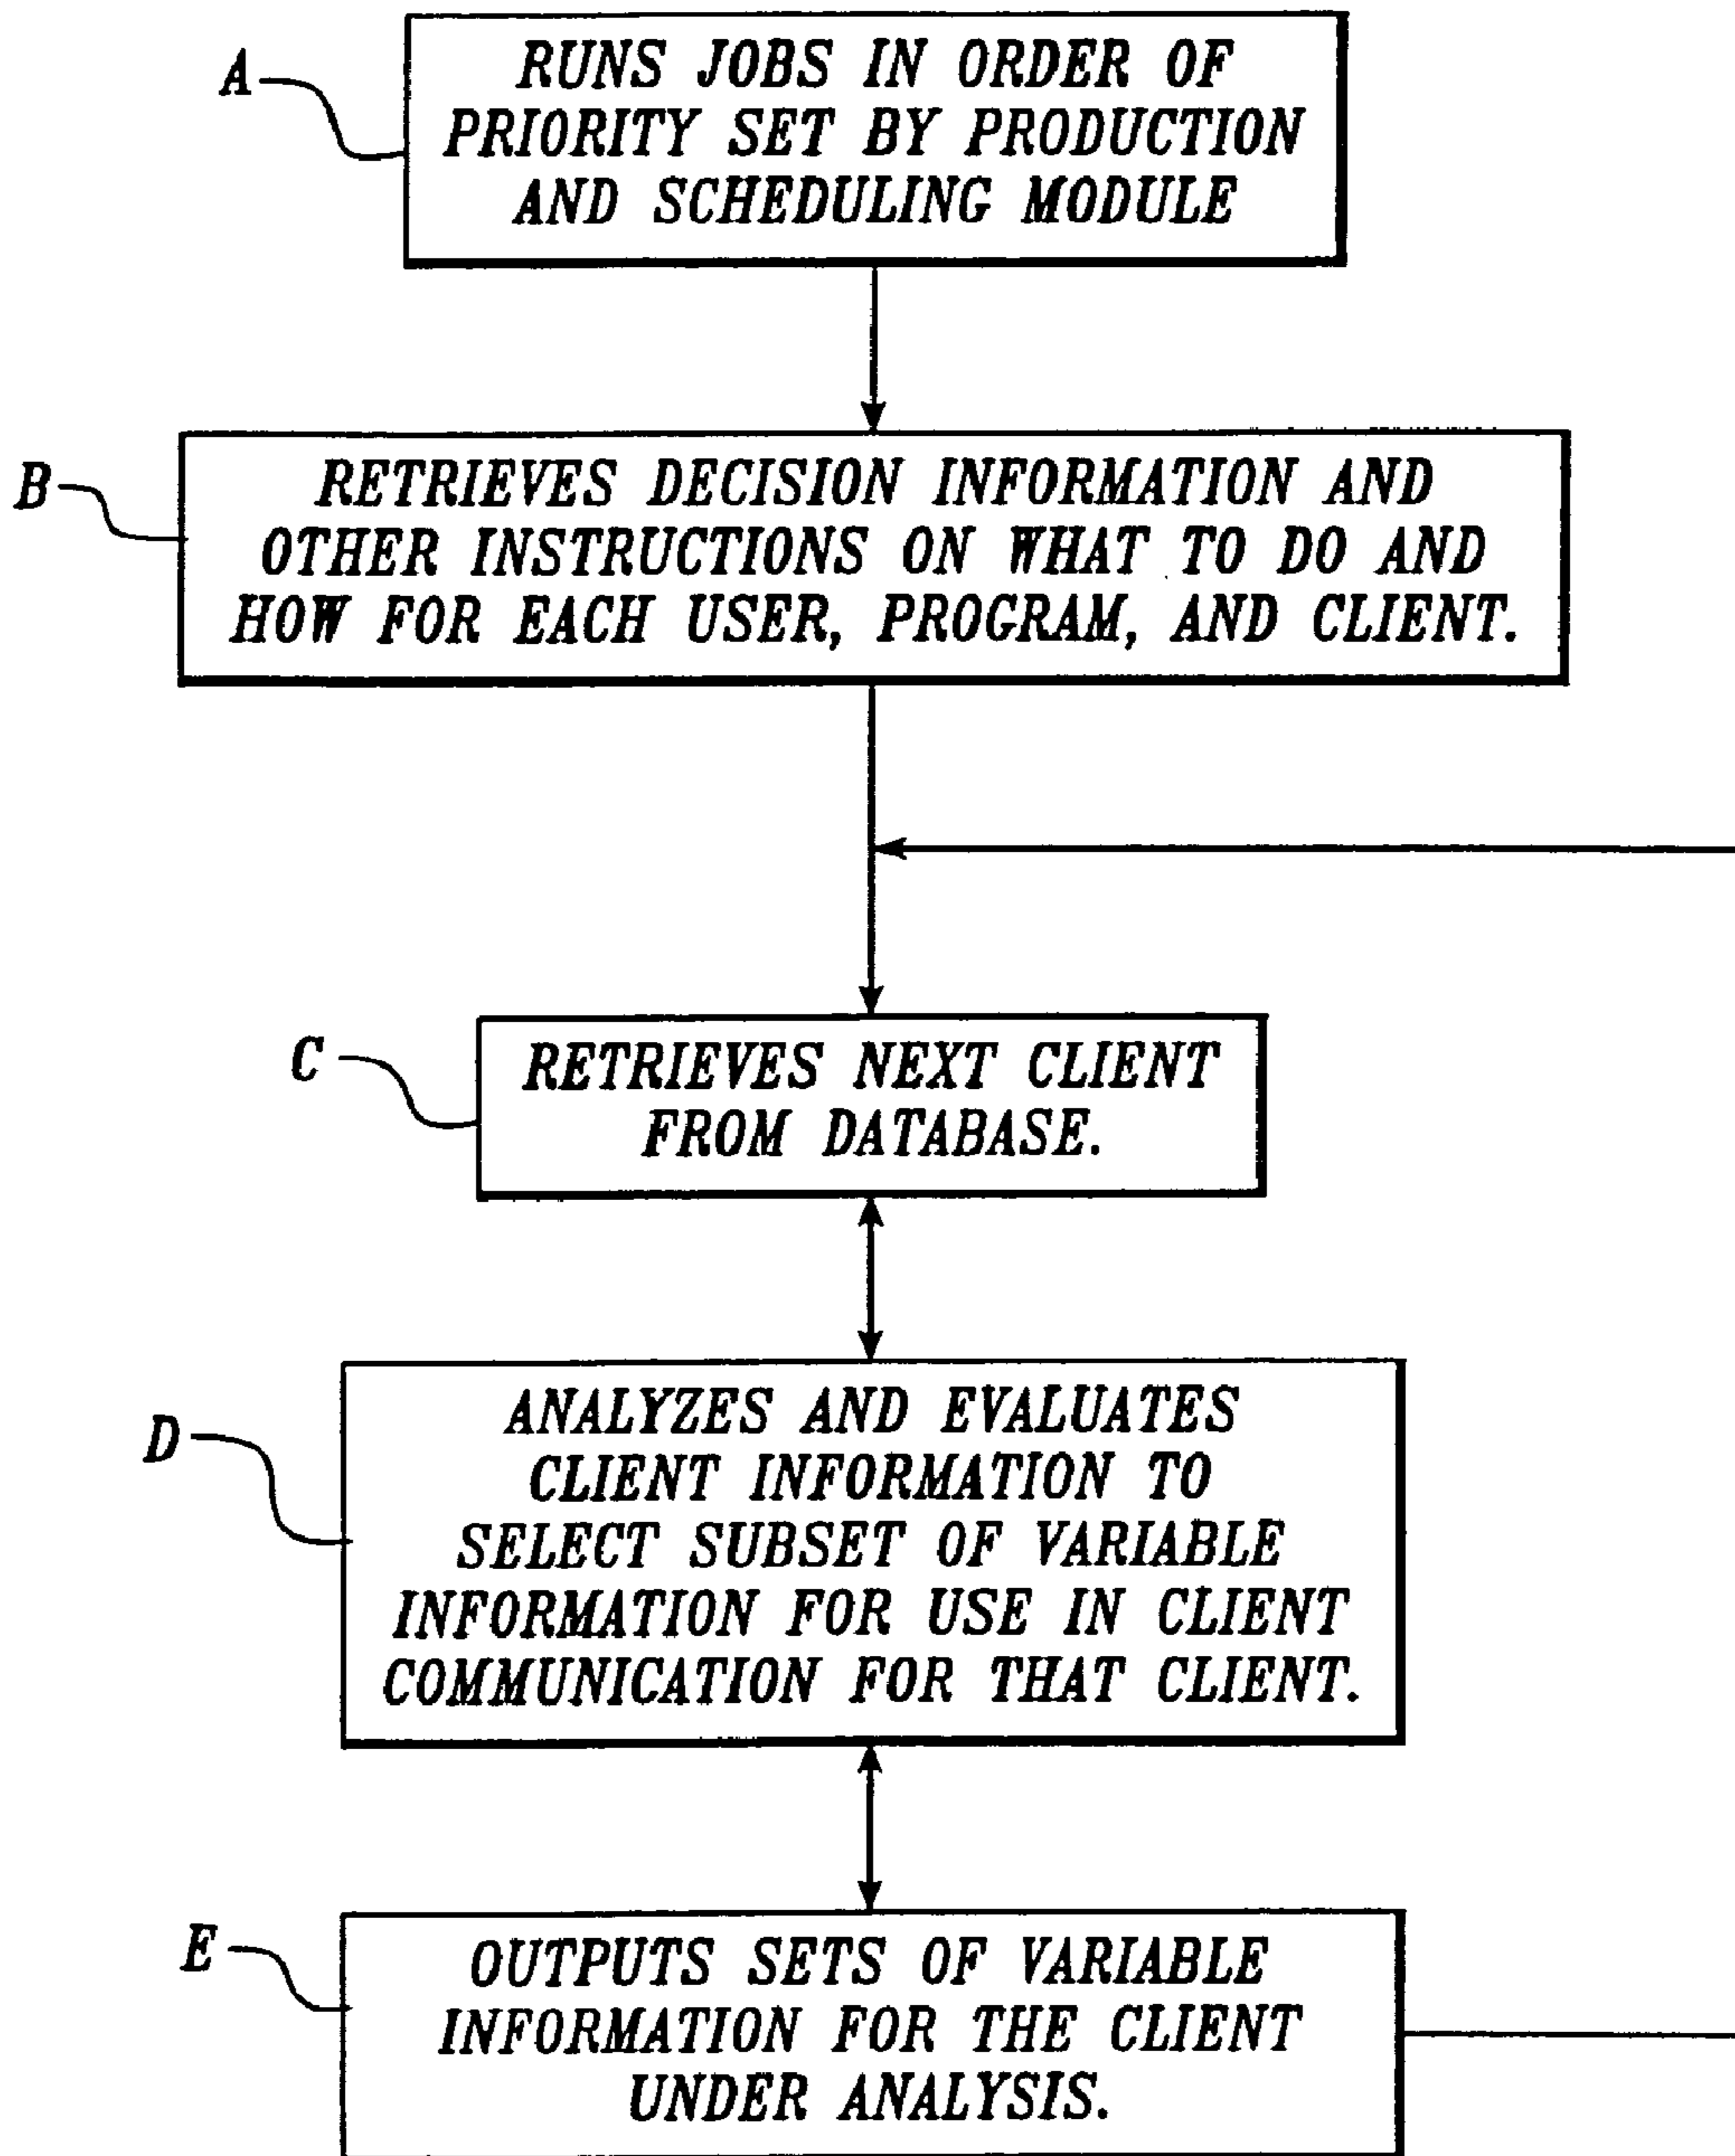 A
RUNS JOBS IN ORDER OF
PRIORITY SET BY PRODUCTION
AND SCHEDULING MODULE
B
RETRIEVES DECISION INFORMATION AND
OTHER INSTRUCTIONS ON WHAT TO DO AND
HOW FOR EACH USER, PROGRAM, AND CLIENT.
C
RETRIEVES NEXT CLIENT
FROM DATABASE.
D
ANALYZES AND EVALUATES
CLIENT INFORMATION TO
SELECT SUBSET OF VARIABLE
INFORMATION FOR USE IN CLIENT
COMMUNICATION FOR THAT CLIENT.
E
OUTPUTS SETS OF VARIABLE
INFORMATION FOR THE CLIENT
UNDER ANALYSIS.